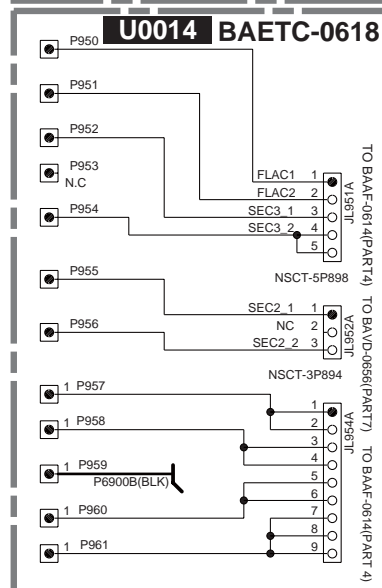 U0014 BAETC-0618
P950
P951
P952
P953
N.C
P954
FLAC1 1
FLAC2 2
SEC3_1 3
SEC3_2 4
5
JL951A
TO BAAF-0614(PART4)
NSCT-5P898
P955
P956
SEC2_1 1
NC 2
SEC2_2 3
JL952A
TO BAVD-0656(PART7)
NSCT-3P894
1 P957
1 P958
1 P959
P6900B(BLK)
1 P960
1 P961
1
2
3
4
5
6
7
8
9
JL954A
TO BAAF-0614(PART 4)